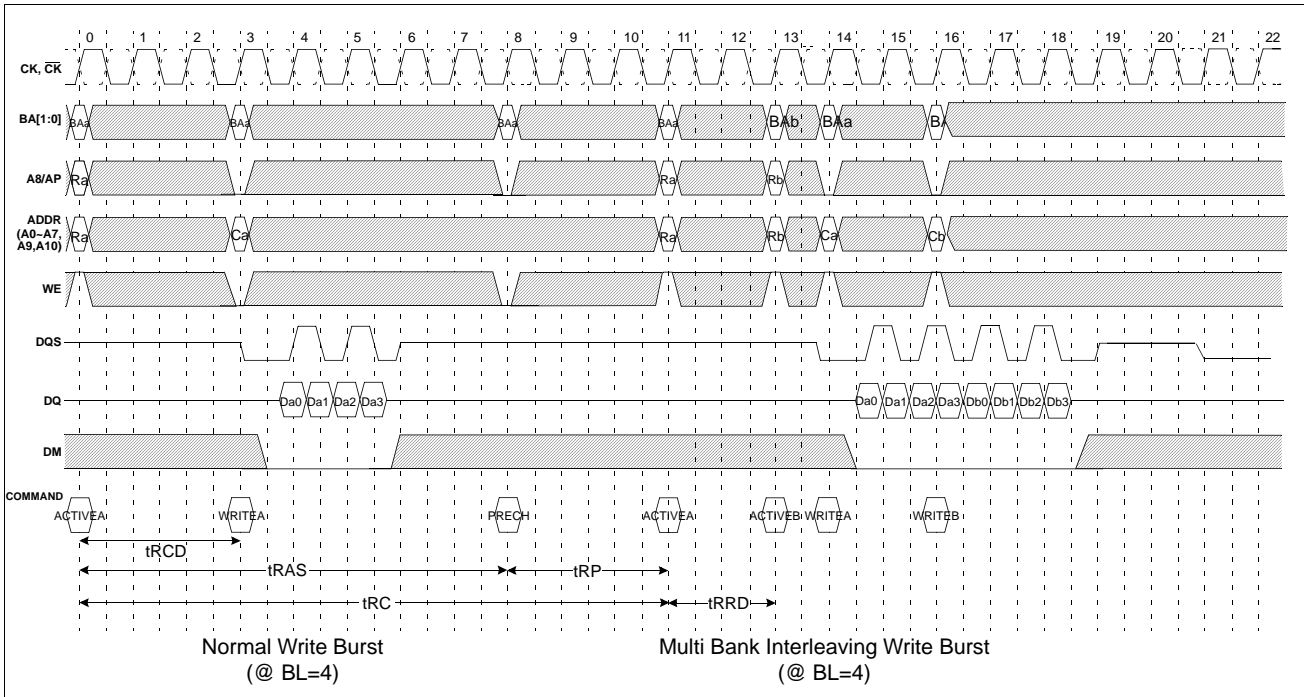 0 1 2 3 4 5 6 7 8 9 10 11 12 13 14 15 16 17 18 19 20 21 22
CK, CK
BA[1:0] BAa BAa BAa BAa BAb BAa BA
A8/AP Ra Ra Rb
ADDR
(A0~A7,
A9,A10)
Ra Ca Ra Rb Ca Cb
WE
DQS
DQ Da0 Da1 Da2 Da3 Da0 Da1 Da2 Da3 Db0 Db1 Db2 Db3
DM
COMMAND
ACTIVEA WRITEA PRECH ACTIVEA ACTIVEB WRITEA WRITEB
tRCD
tRAS tRP
tRC tRRD
Normal Write Burst
(@ BL=4)
Multi Bank Interleaving Write Burst
(@ BL=4)